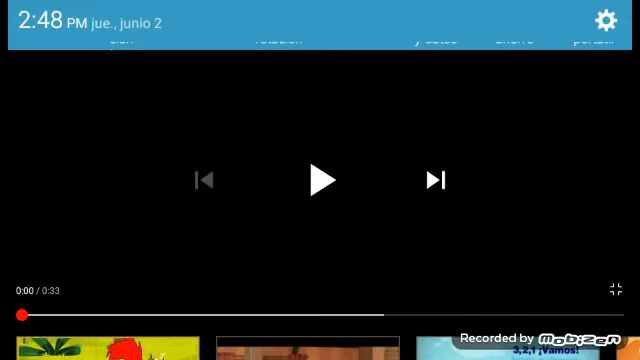 2:48 PM jue., junio 2
0:00 / 0:33
Recorded by mobizen
3,2,1 ¡Vamos!